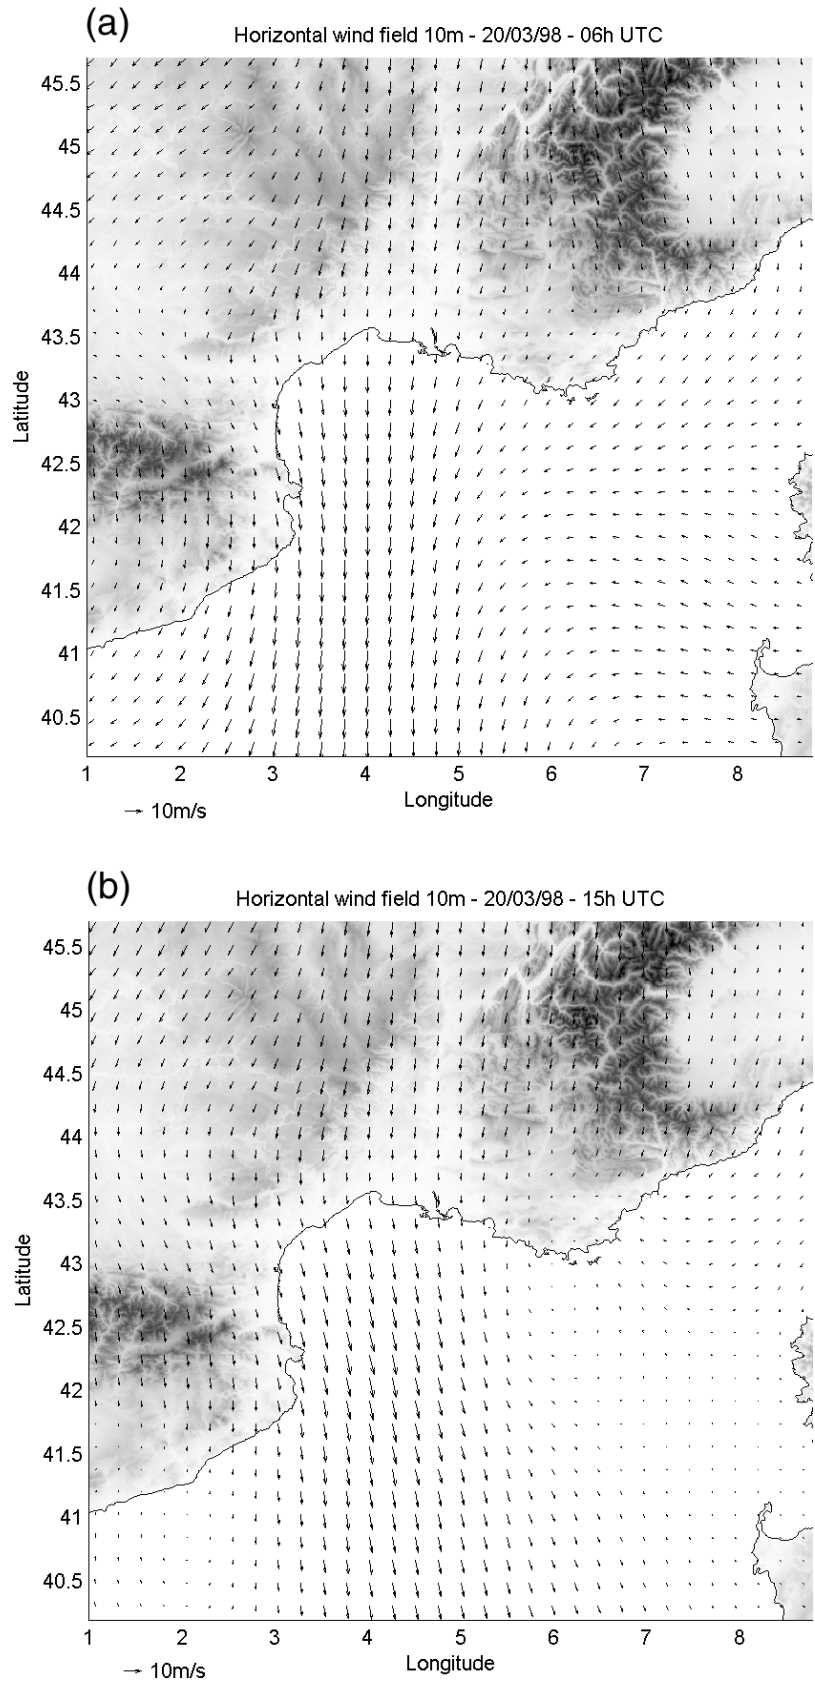 (a)
Horizontal wind field 10m - 20/03/98 - 06h UTC
45.5
45
44.5
44
43.5
43
42.5
42
41.5
41
40.5
Latitude
1 2 3 4 5 6 7 8
Longitude
10m/s
(b)
Horizontal wind field 10m - 20/03/98 - 15h UTC
45.5
45
44.5
44
43.5
43
42.5
42
41.5
41
40.5
Latitude
1 2 3 4 5 6 7 8
Longitude
10m/s